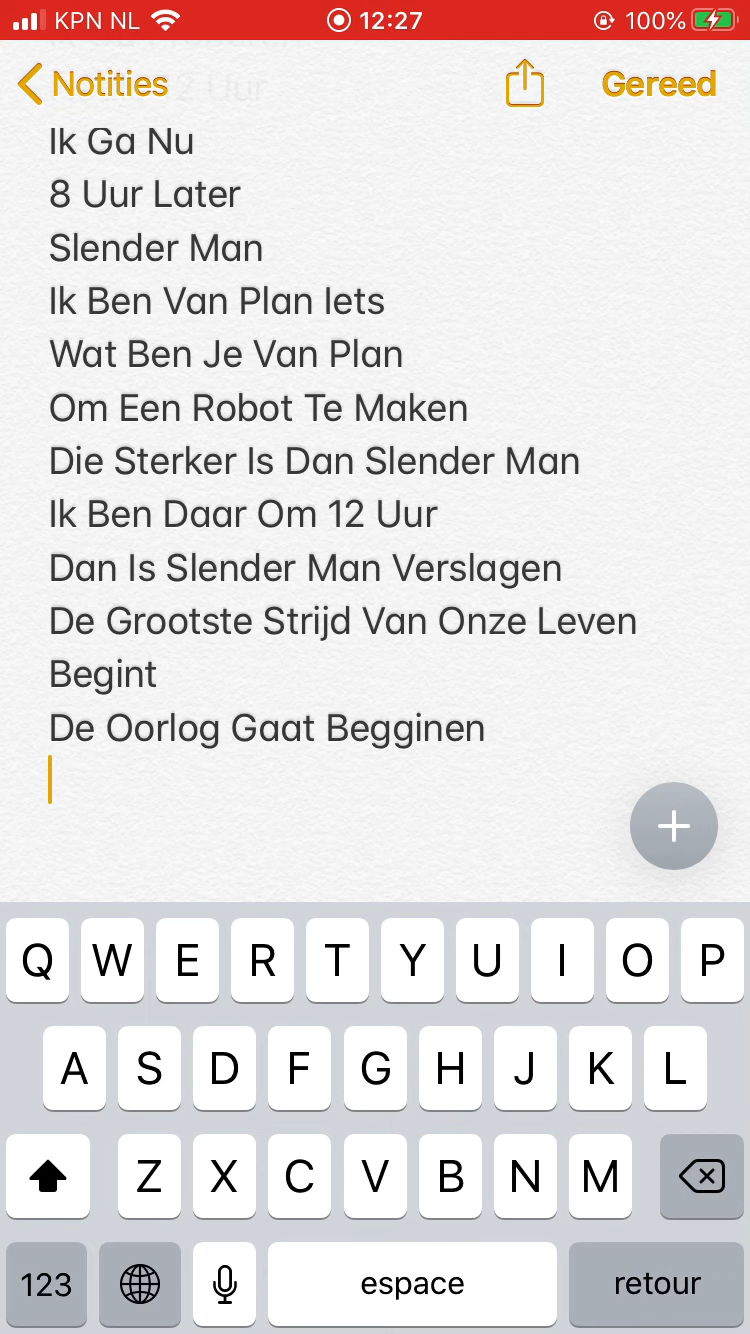 KPN NL 12:27 100%
Notities Gereed
2 Uur
Ik Ga Nu
8 Uur Later
Slender Man
Ik Ben Van Plan Iets
Wat Ben Je Van Plan
Om Een Robot Te Maken
Die Sterker Is Dan Slender Man
Ik Ben Daar Om 12 Uur
Dan Is Slender Man Verslagen
De Grootste Strijd Van Onze Leven
Begint
De Oorlog Gaat Begginen
Q W E R T Y U I O P
A S D F G H J K L
Z X C V B N M
123 espace retour